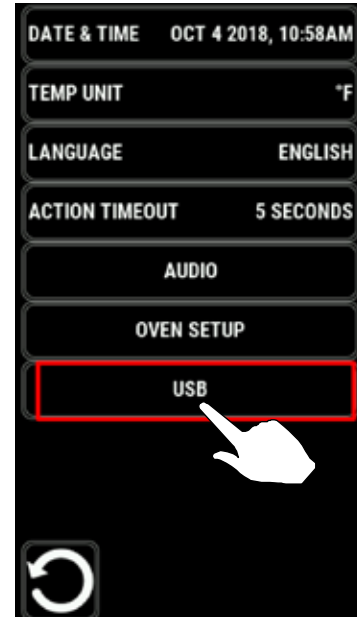 DATE & TIME OCT 4 2018, 10:58AM
TEMP UNIT °F
LANGUAGE ENGLISH
ACTION TIMEOUT 5 SECONDS
AUDIO
OVEN SETUP
USB